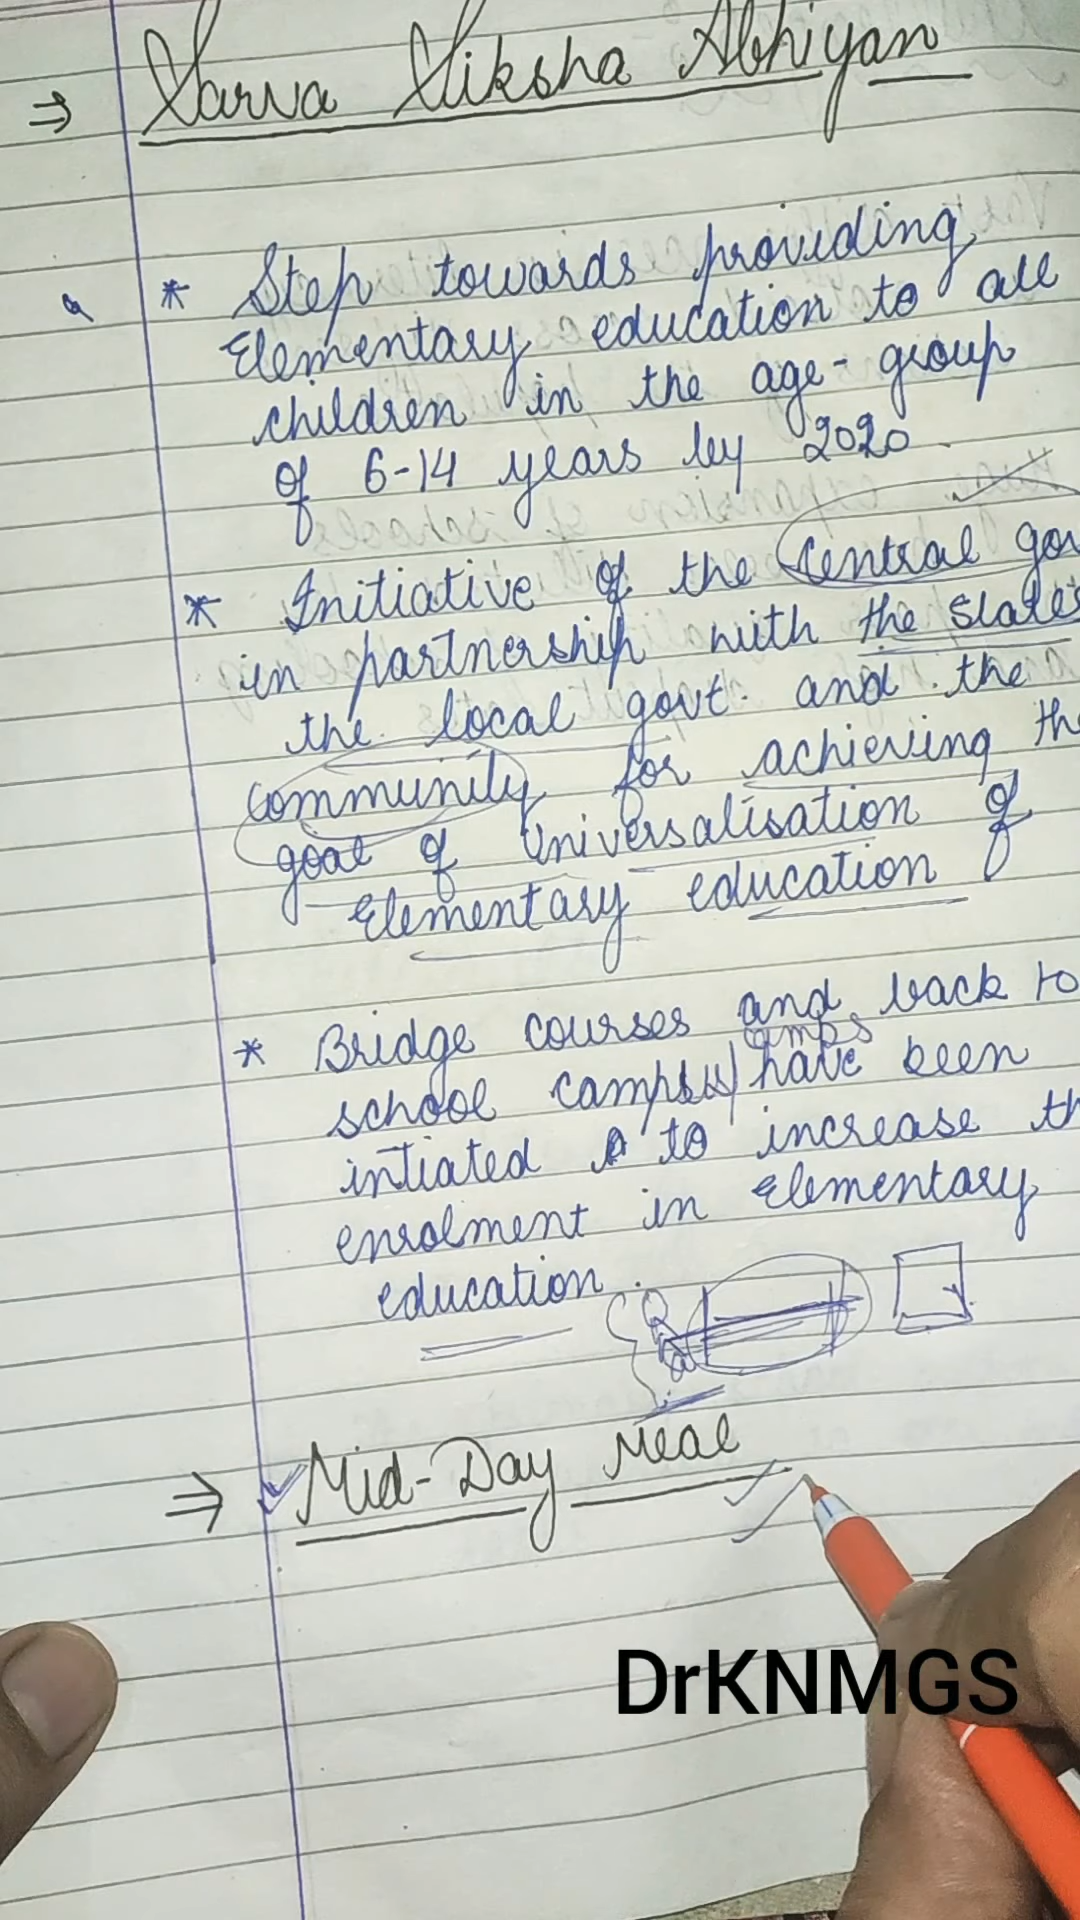 ⇒ Sarva Siksha Abhiyan
* Step towards providing
Elementary education to all
children in the age-group
of 6-14 years by 2020.
* Initiative of the Central gov
in partnership with the States
the local govt. and the
community for achieving the
goal of Universalisation of
Elementary education
* Bridge courses and back to
amps
school camps have been
intiated to increase th
enrolment in Elementary
education.
⇒ Mid-Day Meal
DrKNMGS